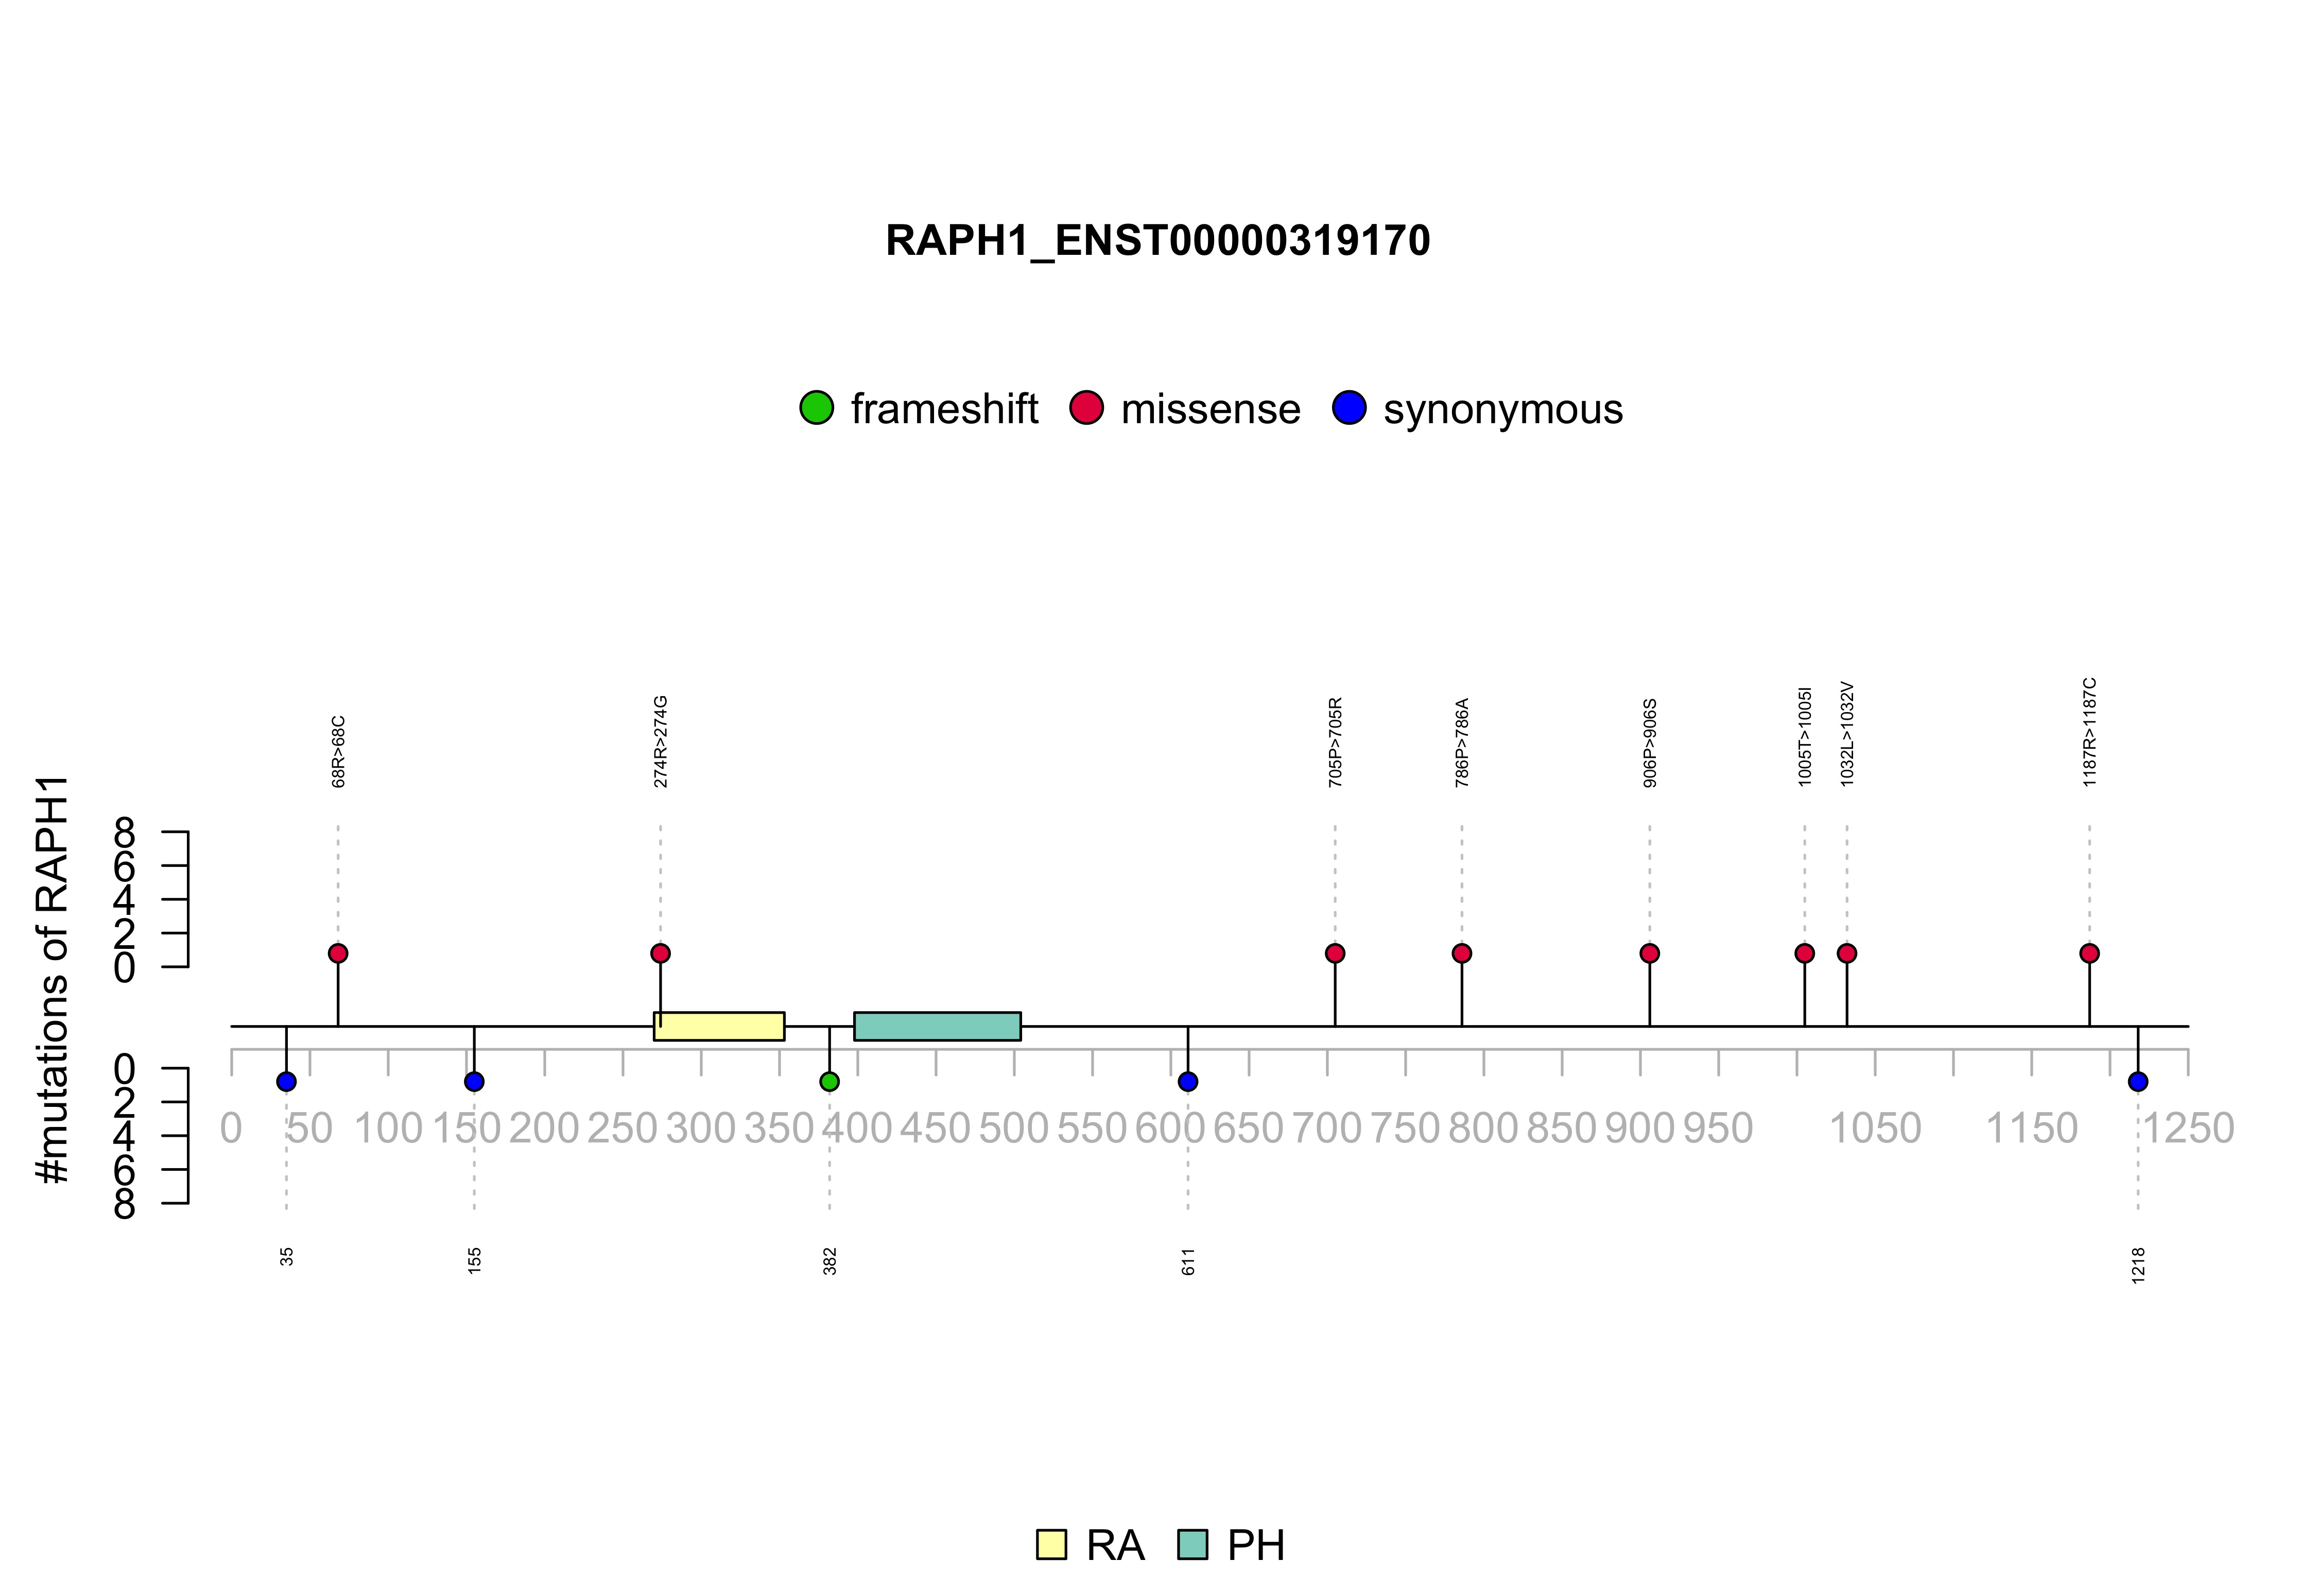 RAPH1_ENST00000319170
frameshift missense synonymous
68R>68C
274R>274G
705P>705R
786P>786A
906P>906S
1005T>1005I
1032L>1032V
1187R>1187C
#mutations of RAPH1
8
6
4
2
0
0
2
4
6
8
0 50 100 150 200 250 300 350 400 450 500 550 600 650 700 750 800 850 900 950 1050 1150 1250
35
155
382
611
1218
RA PH